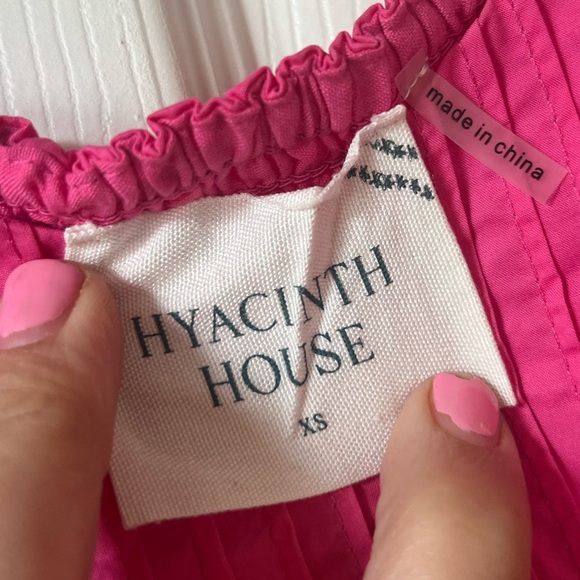 made in china
HYACINTH
HOUSE
XS